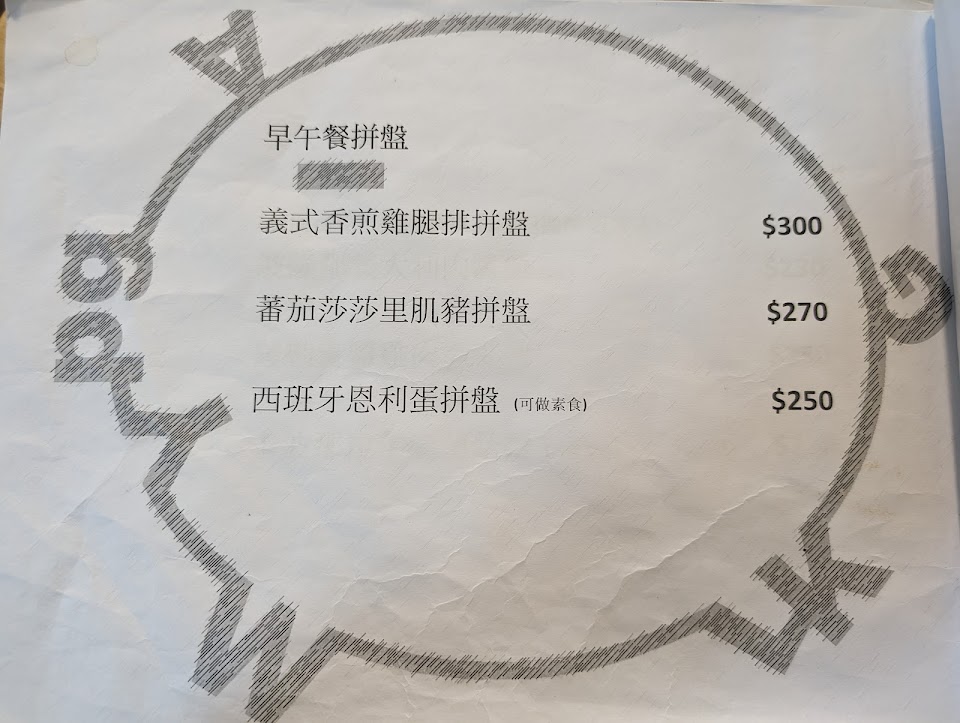 早午餐拼盤
義式香煎雞腿排拼盤 $300
蕃茄莎莎里肌豬拼盤 $270
西班牙恩利蛋拼盤 (可做素食) $250